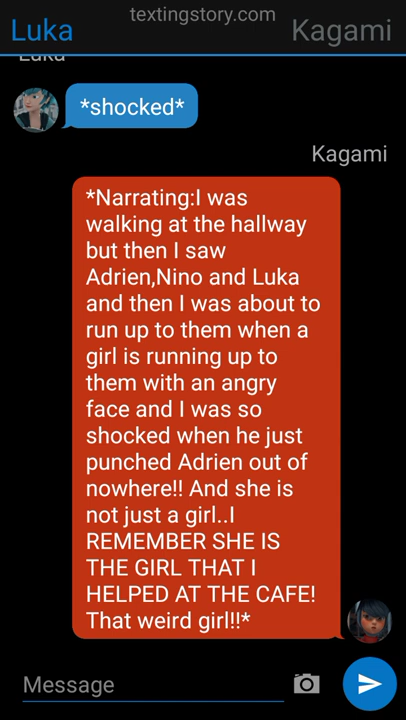 textingstory.com
Luka
Kagami
Luka
*shocked*
Kagami
*Narrating:I was
walking at the hallway
but then I saw
Adrien,Nino and Luka
and then I was about to
run up to them when a
girl is running up to
them with an angry
face and I was so
shocked when he just
punched Adrien out of
nowhere!! And she is
not just a girl..I
REMEMBER SHE IS
THE GIRL THAT I
HELPED AT THE CAFE!
That weird girl!!*
Message